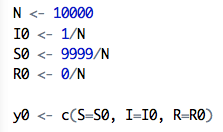 N <- 10000
I0 <- 1/N
S0 <- 9999/N
R0 <- 0/N
y0 <- c(S=S0, I=I0, R=R0)